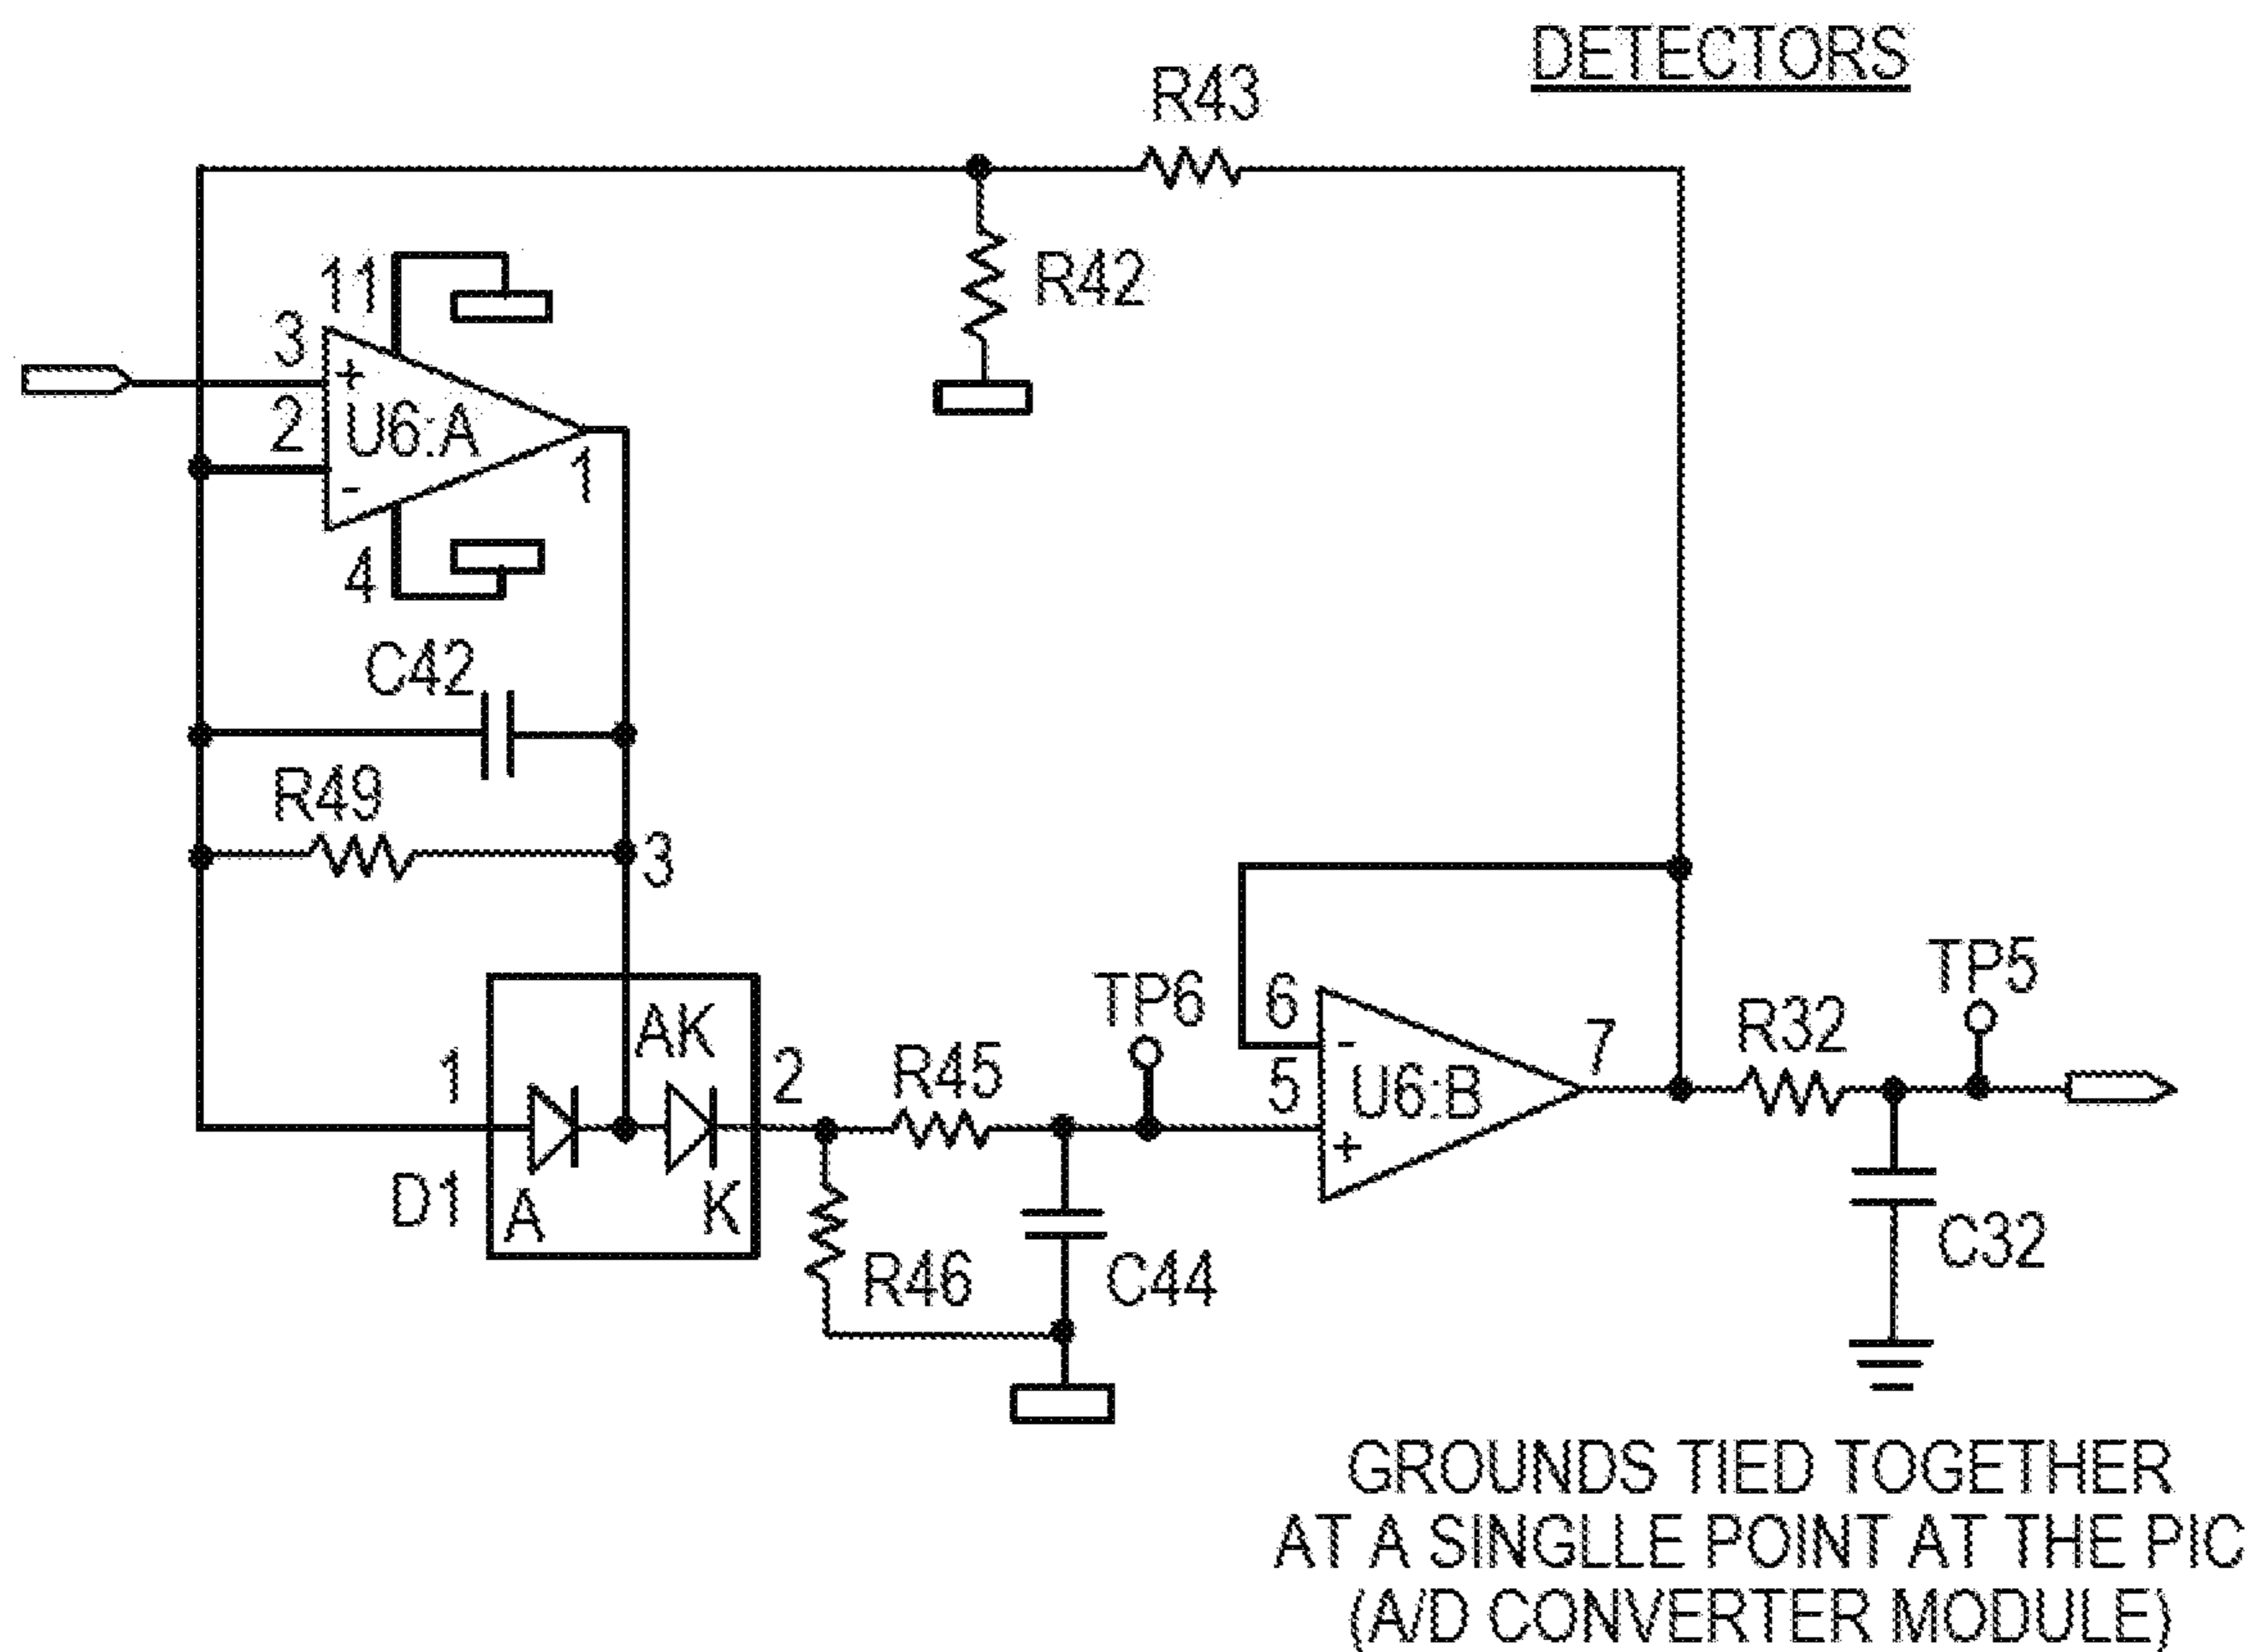 DETECTORS
R43
R42
11
3
+
2
U6:A
-
1
4
C42
R49
3
AK
1
2
D1
A
K
R45
R46
TP6
C44
6
-
5
U6:B
+
7
R32
TP5
C32
GROUNDS TIED TOGETHER
AT A SINGLLE POINT AT THE PIC
(A/D CONVERTER MODULE)